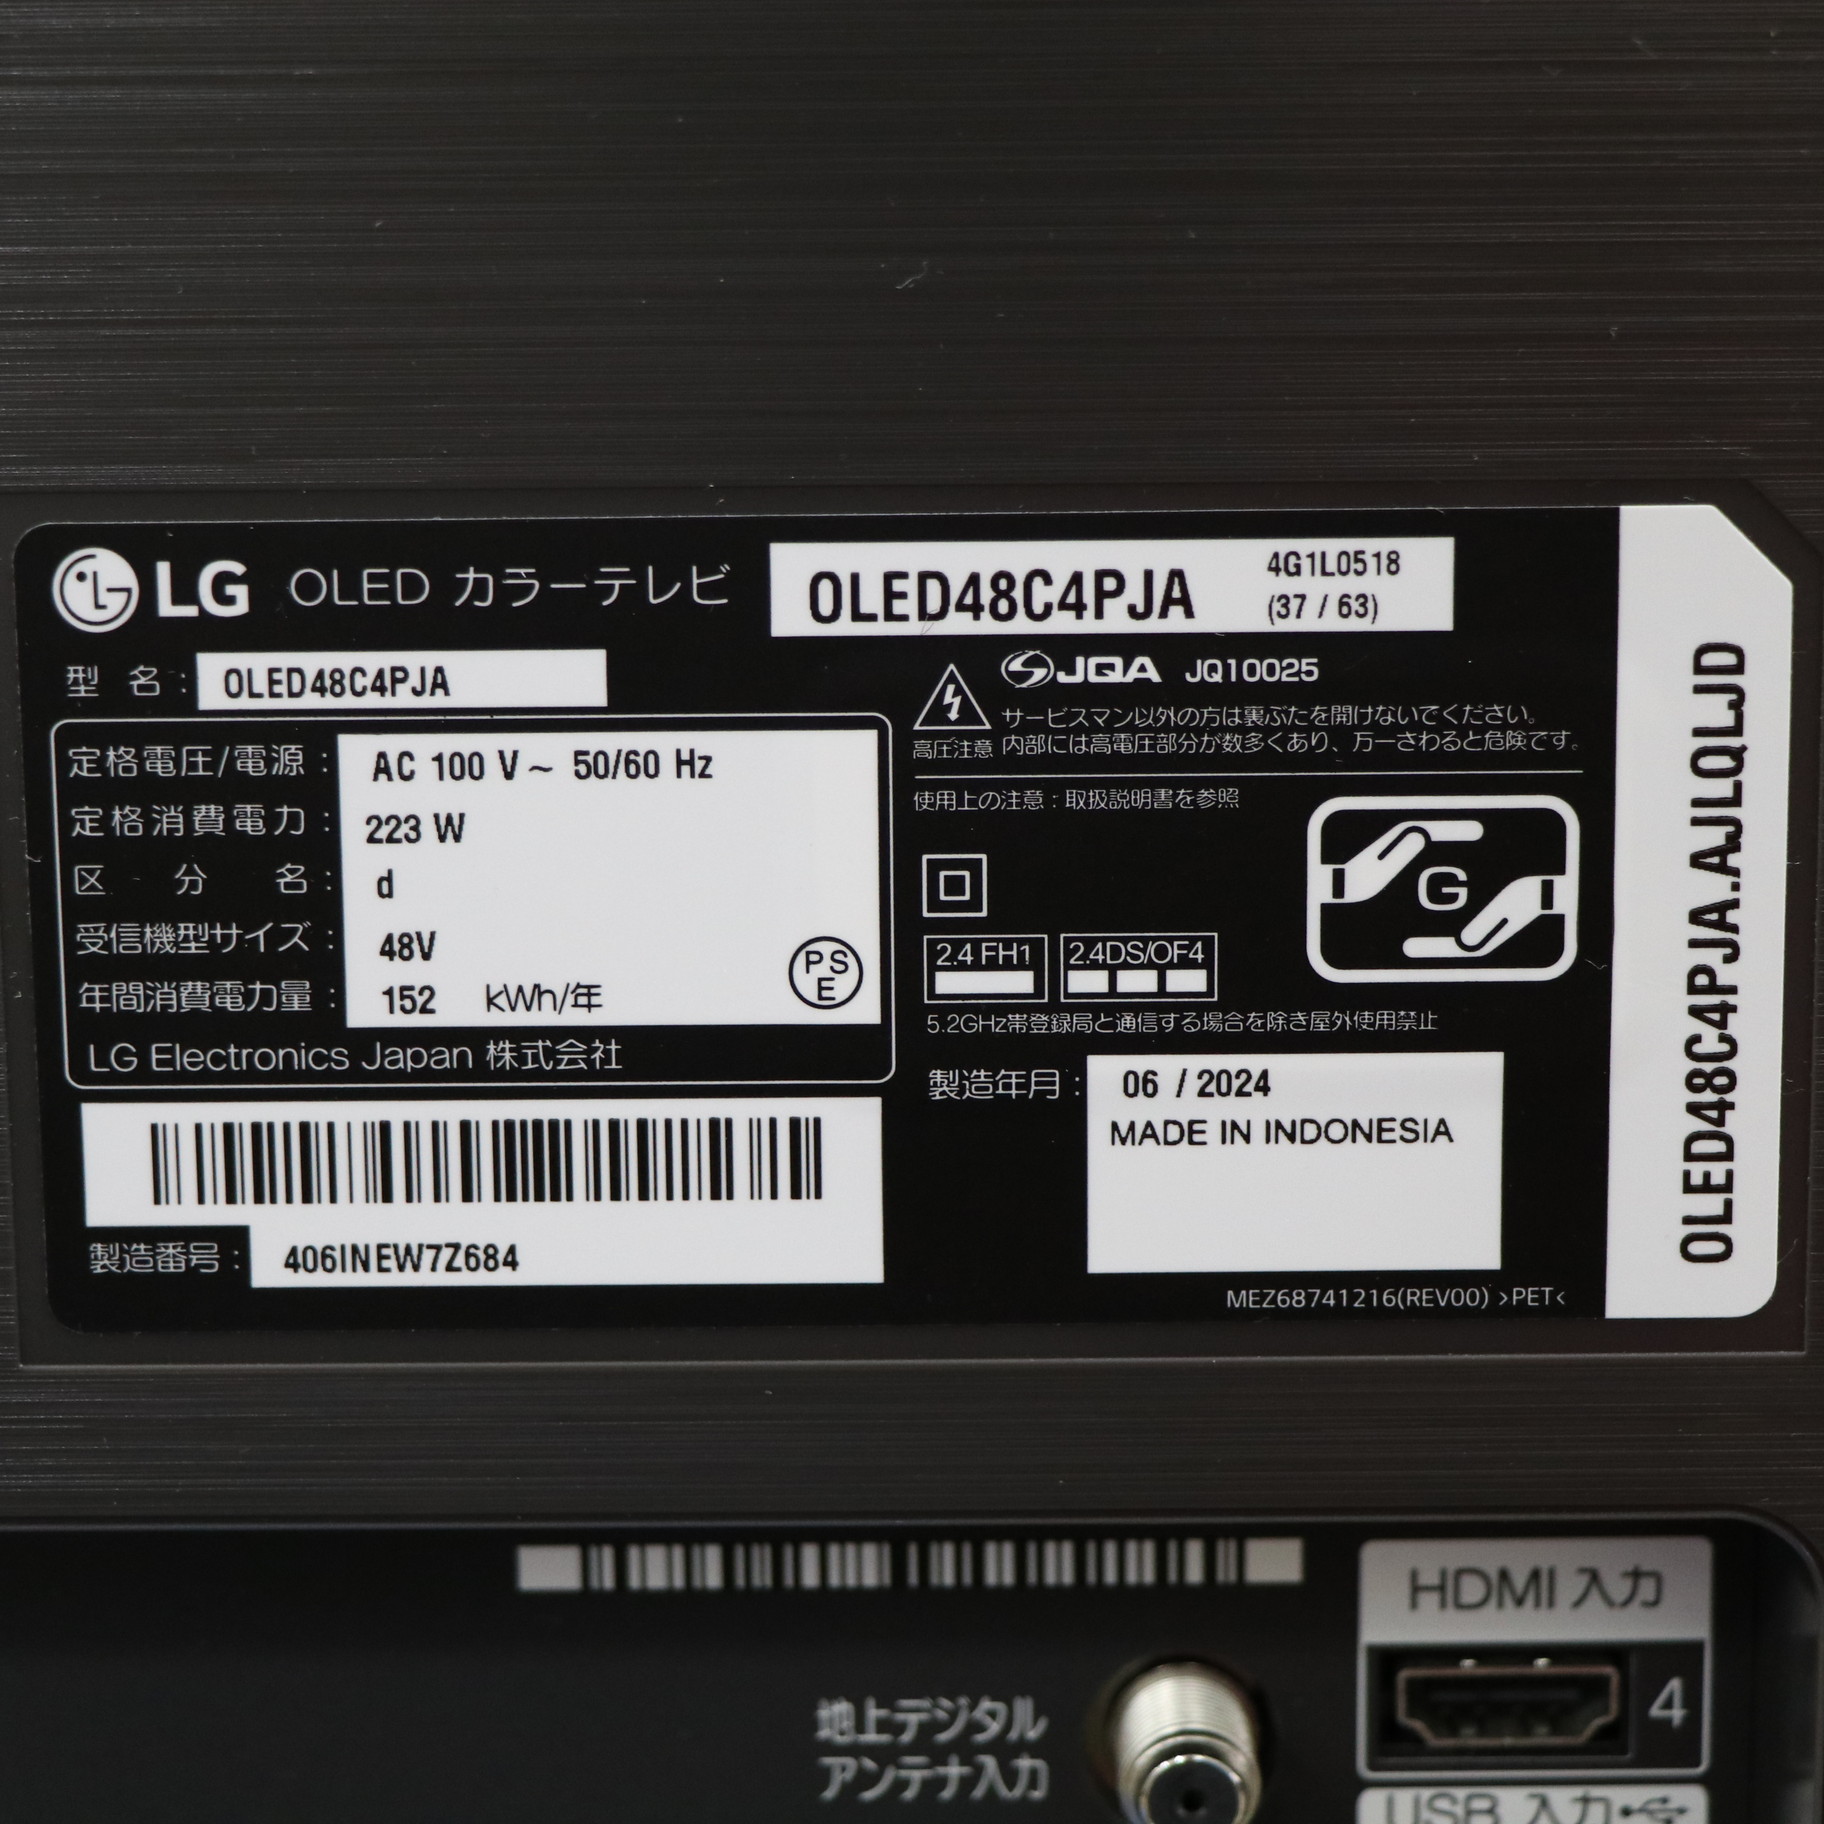 LG OLED カラーテレビ OLED48C4PJA 4G1L0518
(37 / 63)
型 名: OLED48C4PJA
定格電圧/電源: AC 100 V~ 50/60 Hz
定格消費電力: 223 W
区 分 名: d
受信機型サイズ: 48V
年間消費電力量: 152 kWh/年
PS
E
LG Electronics Japan 株式会社
製造番号: 406INEW7Z684
JQA JQ10025
高圧注意
サービスマン以外の方は裏ぶたを開けないでください。
内部には高電圧部分が数多くあり、万一さわると危険です。
使用上の注意:取扱説明書を参照
G
2.4 FH1 2.4DS/OF4
5.2GHz帯登録局と通信する場合を除き屋外使用禁止
製造年月: 06 / 2024
MADE IN INDONESIA
MEZ68741216(REV00) >PET<
OLED48C4PJA.AJLQLJD
HDMI 入力
4
地上デジタル
アンテナ入力
USB 入力